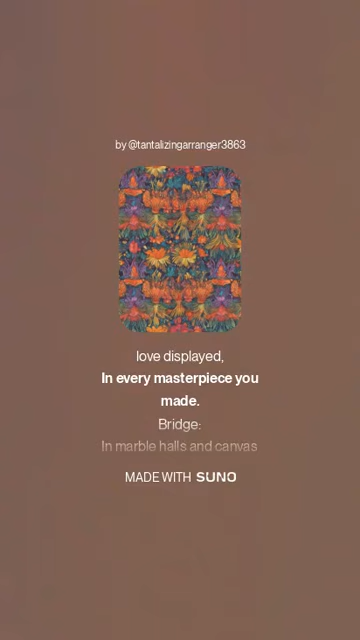 by @tantalizingarranger3863
love displayed,
In every masterpiece you
made.
Bridge:
In marble halls and canvas
MADE WITH SUNO